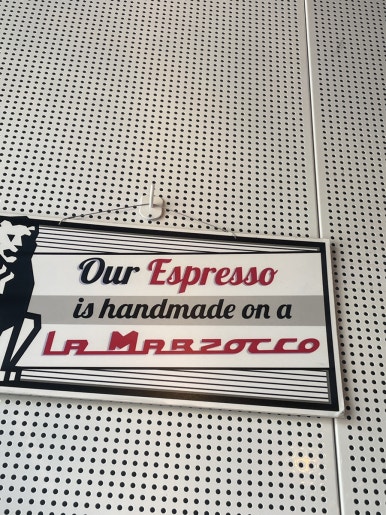 Our Espresso
is handmade on a
La Marzocco